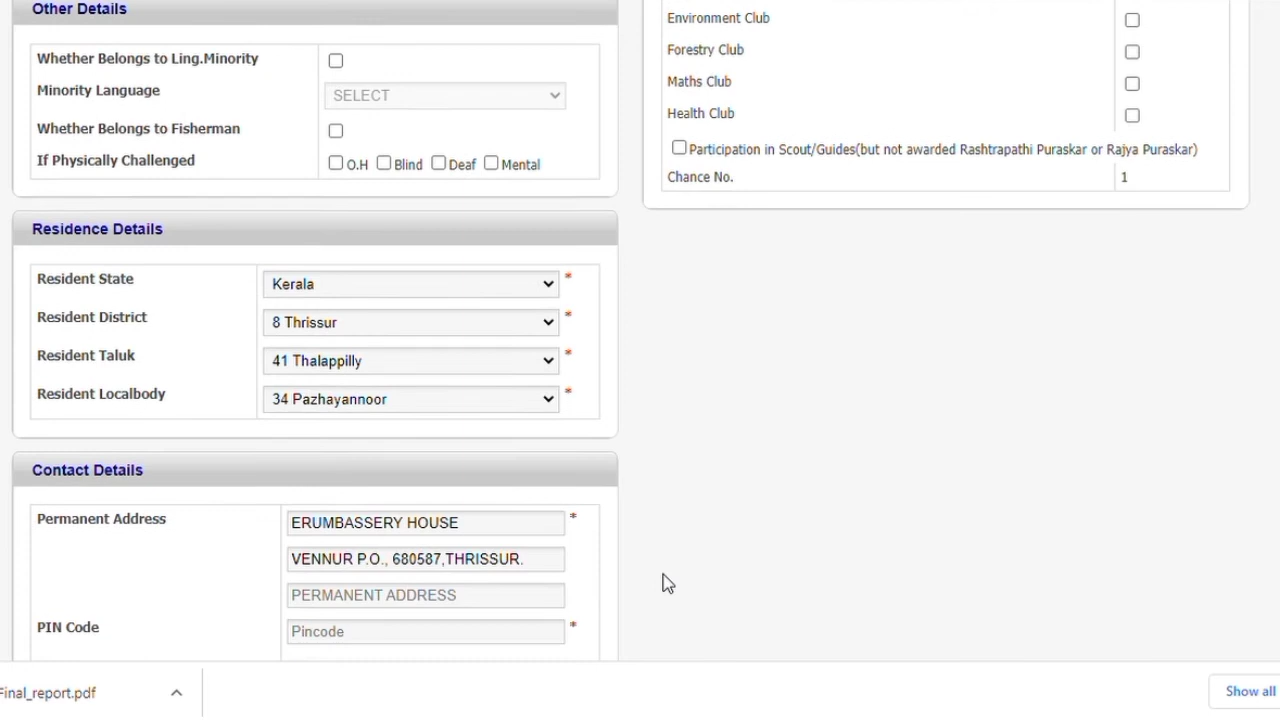 Other Details
Whether Belongs to Ling.Minority
Minority Language
SELECT
Whether Belongs to Fisherman
If Physically Challenged
O.H Blind Deaf Mental
Residence Details
Resident State
Kerala
*
Resident District
8 Thrissur
*
Resident Taluk
41 Thalappilly
*
Resident Localbody
34 Pazhayannoor
*
Contact Details
Permanent Address
ERUMBASSERY HOUSE
*
VENNUR P.O., 680587,THRISSUR.
PERMANENT ADDRESS
PIN Code
Pincode
*
Environment Club
Forestry Club
Maths Club
Health Club
Participation in Scout/Guides(but not awarded Rashtrapathi Puraskar or Rajya Puraskar)
Chance No.
1
Final_report.pdf
Show all